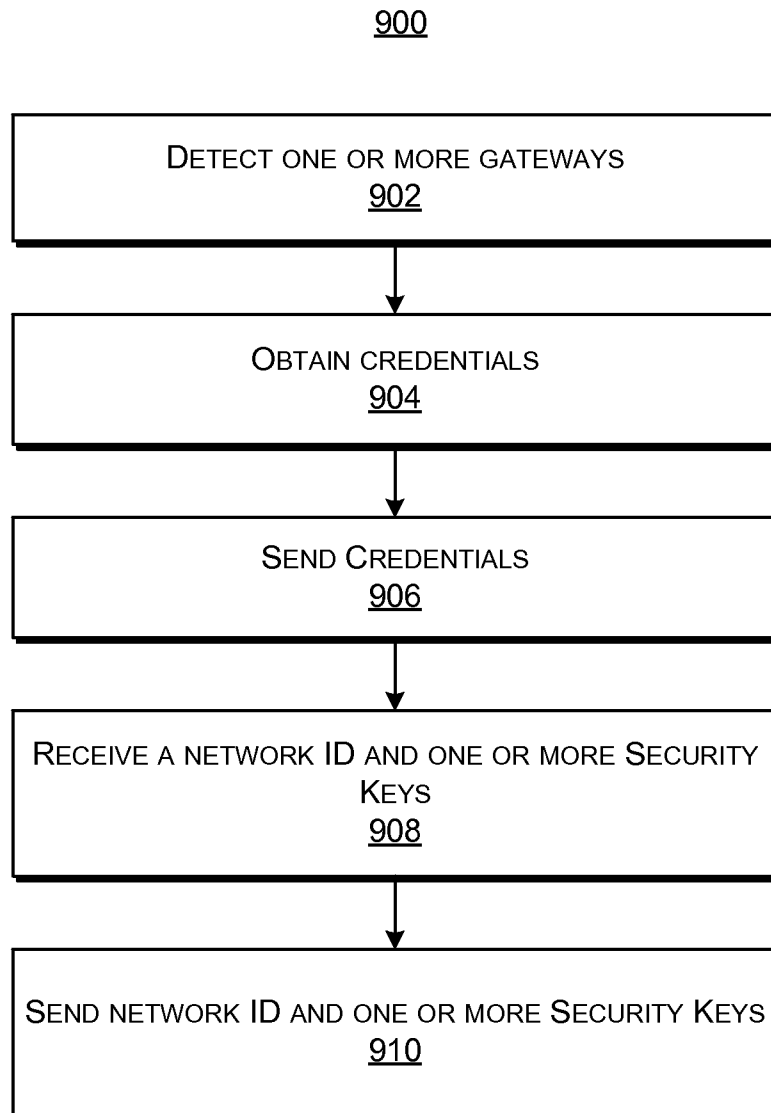 900
DETECT ONE OR MORE GATEWAYS
902
OBTAIN CREDENTIALS
904
SEND CREDENTIALS
906
RECEIVE A NETWORK ID AND ONE OR MORE SECURITY
KEYS
908
SEND NETWORK ID AND ONE OR MORE SECURITY KEYS
910